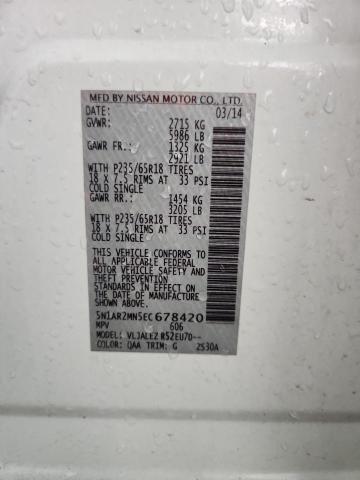 MFD BY NISSAN MOTOR CO., LTD.
DATE: 03/14
GVWR: 2715 KG
5986 LB
GAWR FR.: 1325 KG
2921 LB
WITH P235/65R18 TIRES
18 X 7.5 RIMS AT 33 PSI
COLD SINGLE
GAWR RR.: 1454 KG
3205 LB
WITH P235/65R18 TIRES
18 X 7.5 RIMS AT 33 PSI
COLD SINGLE
THIS VEHICLE CONFORMS TO ALL
APPLICABLE U.S. FEDERAL
MOTOR VEHICLE SAFETY AND
THEFT PREVENTION
STANDARDS IN EFFECT ON THE
DATE OF MANUFACTURE SHOWN
ABOVE.
5N1AR2MN5EC678420
MPV 606
MODEL: VLJALEZ R52EU70--
COLOR: QAA TRIM: G 2S30A